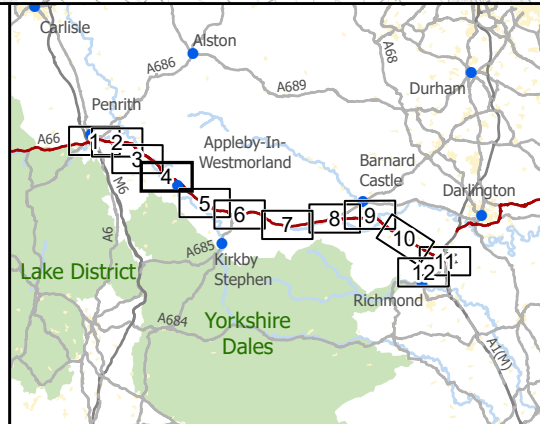 Carlisle
Alston
A68
A686
A689
Durham
Penrith
A66
1
2
3
Appleby-In-
Westmorland
4
M6
Barnard
Castle
Darlington
5
6
7
8
9
10
11
12
A6
A685
Kirkby
Stephen
Lake District
Richmond
A684
Yorkshire
Dales
A1(M)